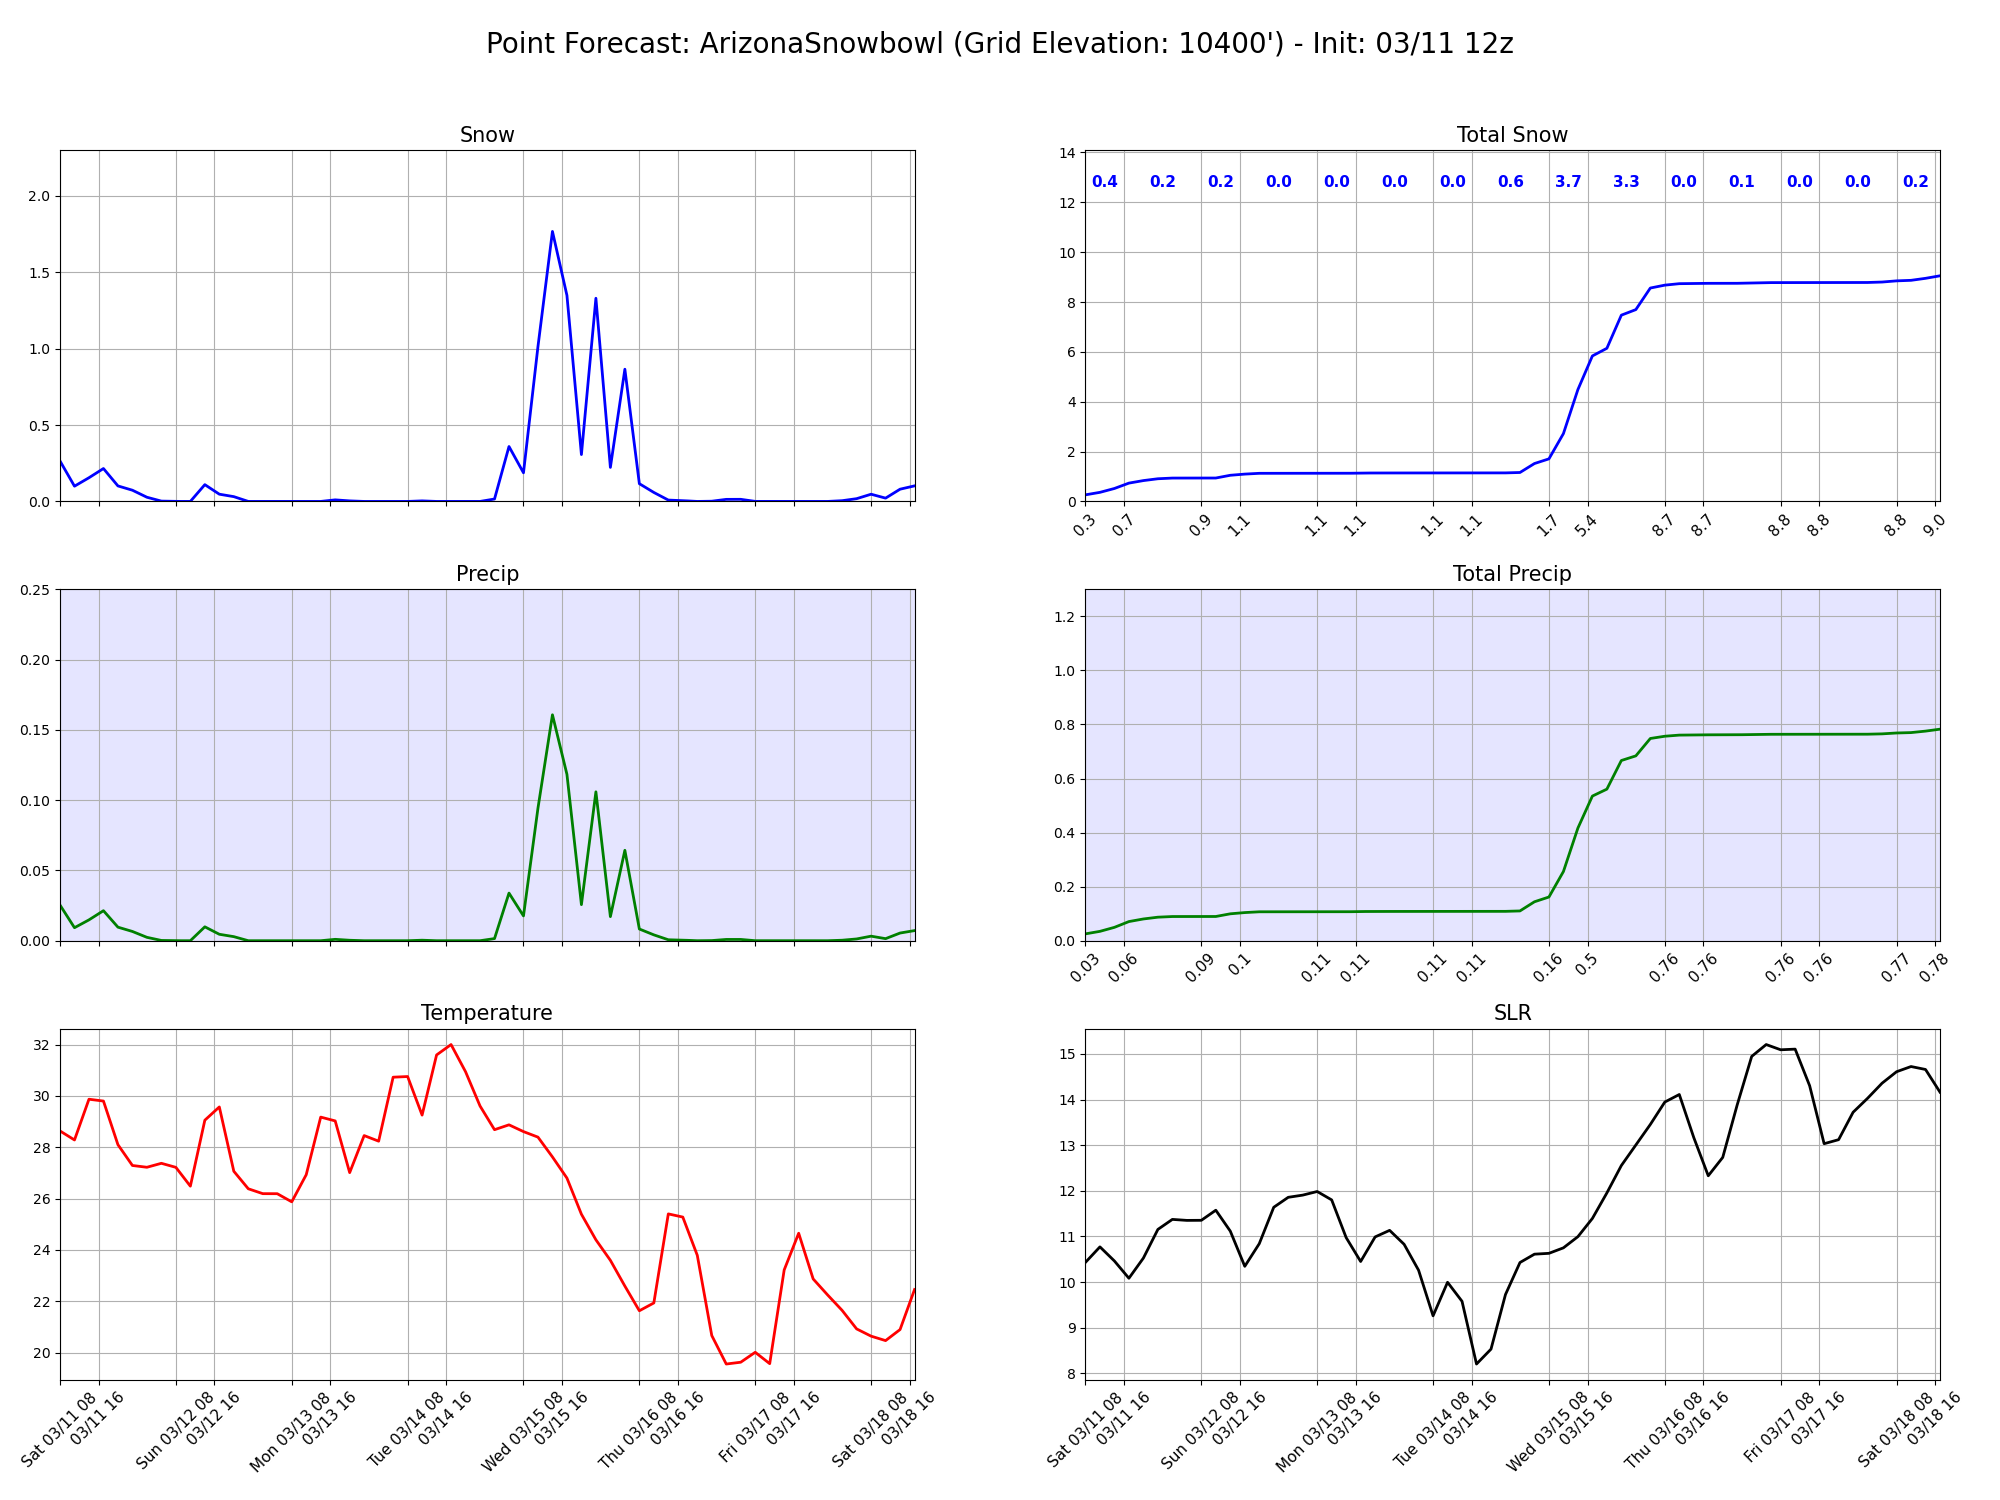 Point Forecast: ArizonaSnowbowl (Grid Elevation: 10400') - Init: 03/11 12z
Snow
2.0
1.5
1.0
0.5
0.0
Total Snow
14
12
10
8
6
4
2
0
0.4 0.2 0.2 0.0 0.0 0.0 0.0 0.6 3.7 3.3 0.0 0.1 0.0 0.0 0.2
0.3 0.7 0.9 1.1 1.1 1.1 1.1 1.1 1.7 5.4 8.7 8.7 8.8 8.8 8.8 9.0
Precip
0.25
0.20
0.15
0.10
0.05
0.00
Total Precip
1.2
1.0
0.8
0.6
0.4
0.2
0.0
0.03 0.06 0.09 0.1 0.11 0.11 0.11 0.11 0.16 0.5 0.76 0.76 0.76 0.76 0.77 0.78
Temperature
32
30
28
26
24
22
20
Sat 03/11 08
03/11 16
Sun 03/12 08
03/12 16
Mon 03/13 08
03/13 16
Tue 03/14 08
03/14 16
Wed 03/15 08
03/15 16
Thu 03/16 08
03/16 16
Fri 03/17 08
03/17 16
Sat 03/18 08
03/18 16
SLR
15
14
13
12
11
10
9
8
Sat 03/11 08
03/11 16
Sun 03/12 08
03/12 16
Mon 03/13 08
03/13 16
Tue 03/14 08
03/14 16
Wed 03/15 08
03/15 16
Thu 03/16 08
03/16 16
Fri 03/17 08
03/17 16
Sat 03/18 08
03/18 16